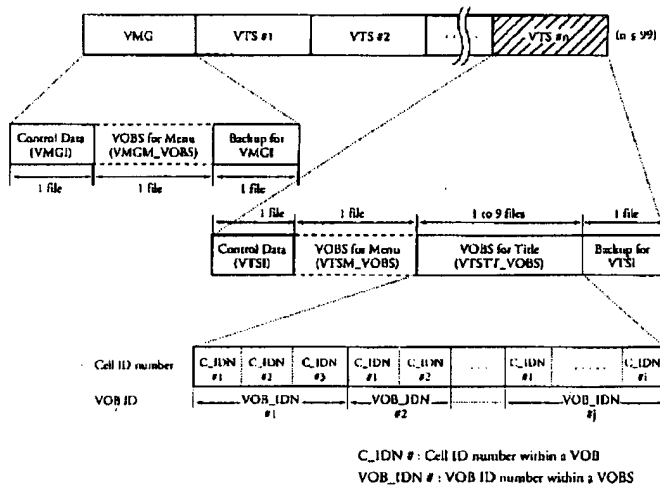 VMG VTS #1 VTS #2 ..... VTS #n (n ≤ 99)
Control Data (VMGI) VOBS for Menu (VMGM_VOBS) Backup for VMGI
1 file 1 file 1 file
1 file 1 file 1 to 9 files 1 file
Control Data (VTSI) VOBS for Menu (VTSM_VOBS) VOBS for Title (VTSTT_VOBS) Backup for VTSI
Cell ID number C_IDN #1 C_IDN #2 C_IDN #3 C_IDN #1 C_IDN #2 ..... C_IDN #1 ..... C_IDN #i
VOB ID VOB_IDN #1 VOB_IDN #2 VOB_IDN #j
C_IDN # : Cell ID number within a VOB
VOB_IDN # : VOB ID number within a VOBS